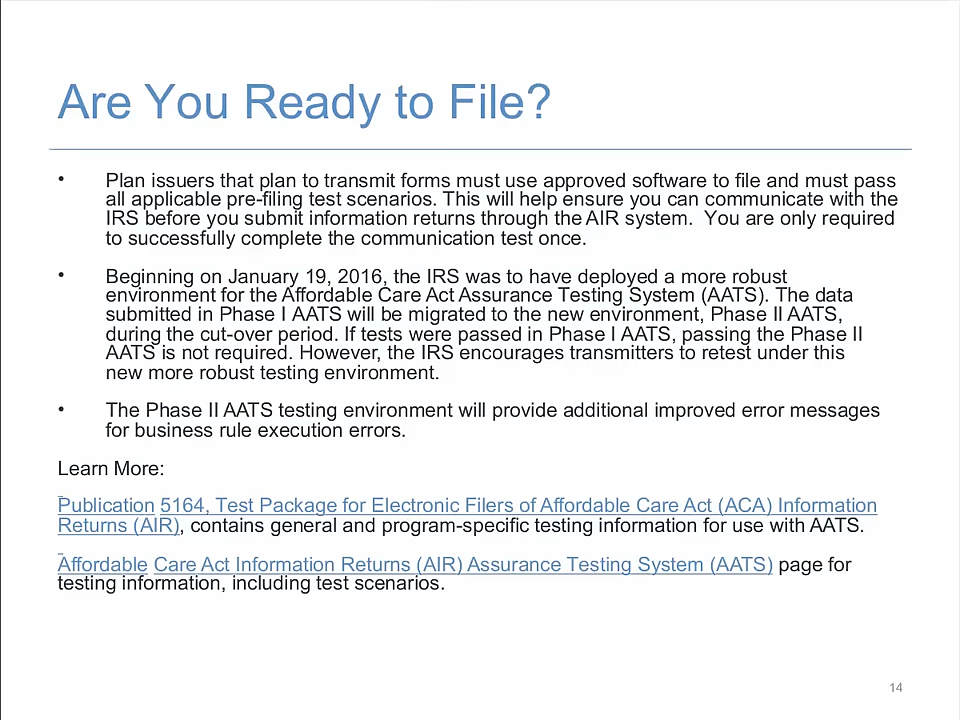 Are You Ready to File?
• Plan issuers that plan to transmit forms must use approved software to file and must pass
all applicable pre-filing test scenarios. This will help ensure you can communicate with the
IRS before you submit information returns through the AIR system.  You are only required
to successfully complete the communication test once.
• Beginning on January 19, 2016, the IRS was to have deployed a more robust
environment for the Affordable Care Act Assurance Testing System (AATS). The data
submitted in Phase I AATS will be migrated to the new environment, Phase II AATS,
during the cut-over period. If tests were passed in Phase I AATS, passing the Phase II
AATS is not required. However, the IRS encourages transmitters to retest under this
new more robust testing environment.
• The Phase II AATS testing environment will provide additional improved error messages
for business rule execution errors.
Learn More:
Publication 5164, Test Package for Electronic Filers of Affordable Care Act (ACA) Information
Returns (AIR), contains general and program-specific testing information for use with AATS.
Affordable Care Act Information Returns (AIR) Assurance Testing System (AATS) page for
testing information, including test scenarios.
14